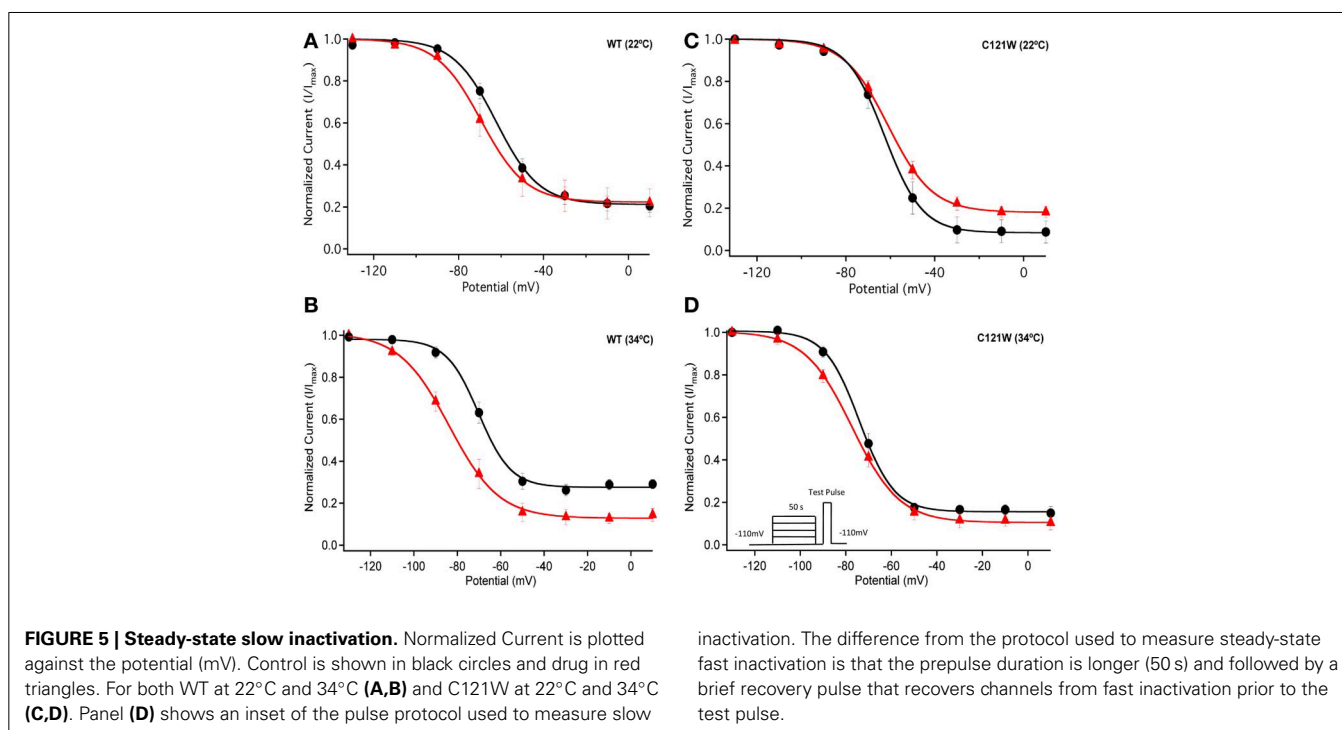 A
WT (22ºC)
Normalized Current (I/Imax)
1.0
0.8
0.6
0.4
0.2
0.0
-120 -80 -40 0
Potential (mV)
B
WT (34ºC)
Normalized Current (I/Imax)
1.0
0.8
0.6
0.4
0.2
0.0
-120 -100 -80 -60 -40 -20 0
Potential (mV)
C
C121W (22ºC)
Normalized Current (I/Imax)
1.0
0.8
0.6
0.4
0.2
0.0
-120 -80 -40 0
Potential (mV)
D
C121W (34ºC)
Normalized Current (I/Imax)
1.0
0.8
0.6
0.4
0.2
0.0
Test Pulse
50 s
-110mV
-110mV
-120 -100 -80 -60 -40 -20 0
Potential (mV)
FIGURE 5 | Steady-state slow inactivation. Normalized Current is plotted
against the potential (mV). Control is shown in black circles and drug in red
triangles. For both WT at 22°C and 34°C (A,B) and C121W at 22°C and 34°C
(C,D). Panel (D) shows an inset of the pulse protocol used to measure slow
inactivation. The difference from the protocol used to measure steady-state
fast inactivation is that the prepulse duration is longer (50 s) and followed by a
brief recovery pulse that recovers channels from fast inactivation prior to the
test pulse.